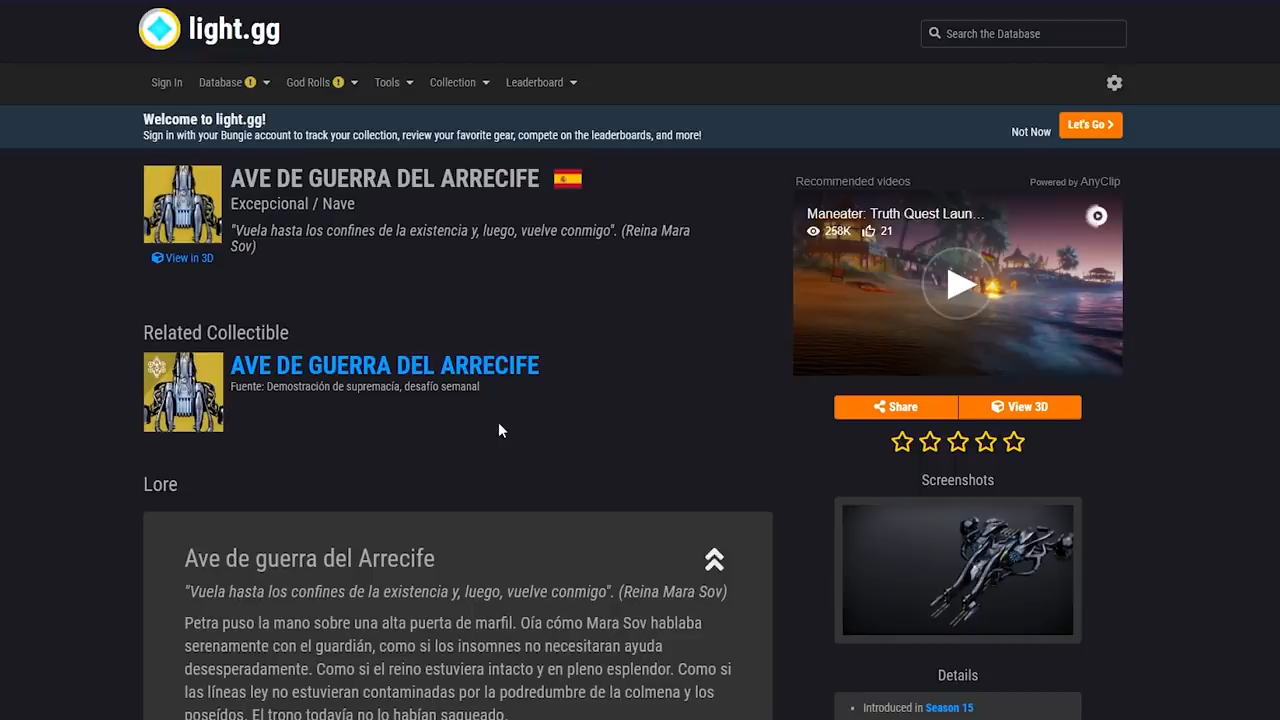 light.gg
Search the Database
Sign In
Database
God Rolls
Tools
Collection
Leaderboard
Welcome to light.gg!
Sign in with your Bungie account to track your collection, review your favorite gear, compete on the leaderboards, and more!
Not Now
Let's Go
AVE DE GUERRA DEL ARRECIFE
Excepcional / Nave
"Vuela hasta los confines de la existencia y, luego, vuelve conmigo". (Reina Mara
Sov)
View in 3D
Related Collectible
AVE DE GUERRA DEL ARRECIFE
Fuente: Demostración de supremacía, desafío semanal
Lore
Ave de guerra del Arrecife
"Vuela hasta los confines de la existencia y, luego, vuelve conmigo". (Reina Mara Sov)
Petra puso la mano sobre una alta puerta de marfil. Oía cómo Mara Sov hablaba
serenamente con el guardián, como si los insomnes no necesitaran ayuda
desesperadamente. Como si el reino estuviera intacto y en pleno esplendor. Como si
las líneas ley no estuvieran contaminadas por la podredumbre de la colmena y los
poseídos. El trono todavía no lo habían saqueado.
Recommended videos
Powered by AnyClip
Maneater: Truth Quest Laun...
258K 21
Share
View 3D
Screenshots
Details
Introduced in Season 15